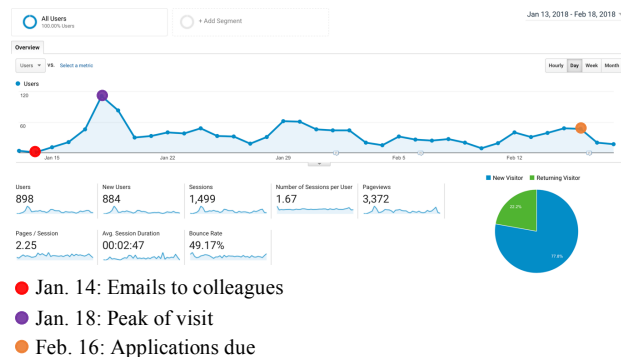 All Users
100.00% Users
+ Add Segment
Jan 13, 2018 - Feb 18, 2018
Overview
Users VS. Select a metric
Hourly Day Week Month
Users
120
60
Jan 15 Jan 22 Jan 29 Feb 5 Feb 12
Users New Users Sessions Number of Sessions per User Pageviews
898 884 1,499 1.67 3,372
Pages / Session Avg. Session Duration Bounce Rate
2.25 00:02:47 49.17%
New Visitor Returning Visitor
22.2%
77.8%
Jan. 14: Emails to colleagues
Jan. 18: Peak of visit
Feb. 16: Applications due